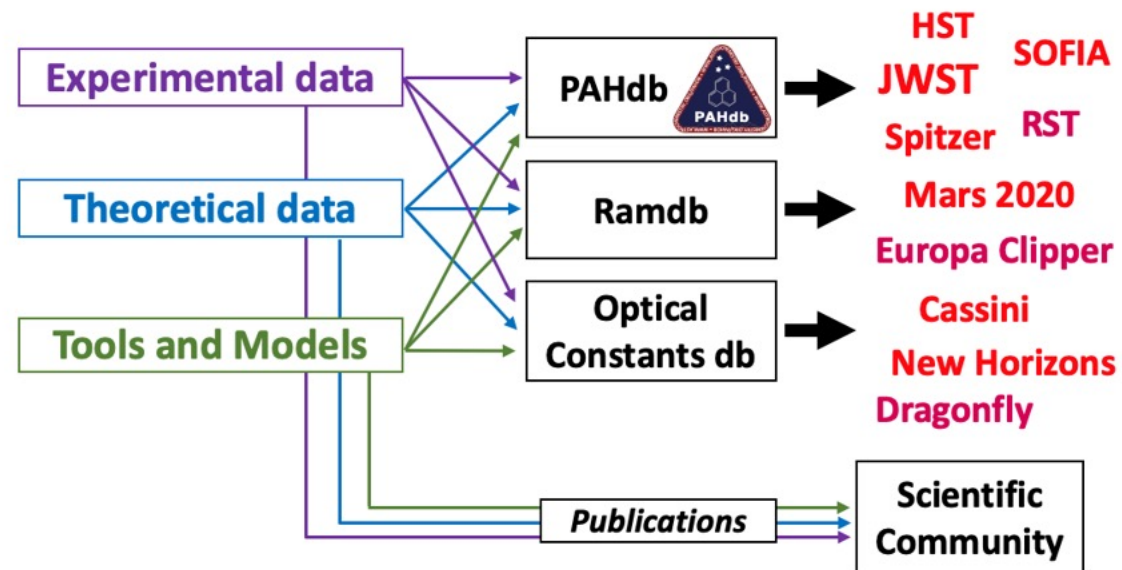 Experimental data
Theoretical data
Tools and Models
PAHdb
PAHdb
Ramdb
Optical
Constants db
HST
SOFIA
JWST
Spitzer
RST
Mars 2020
Europa Clipper
Cassini
New Horizons
Dragonfly
Publications
Scientific
Community